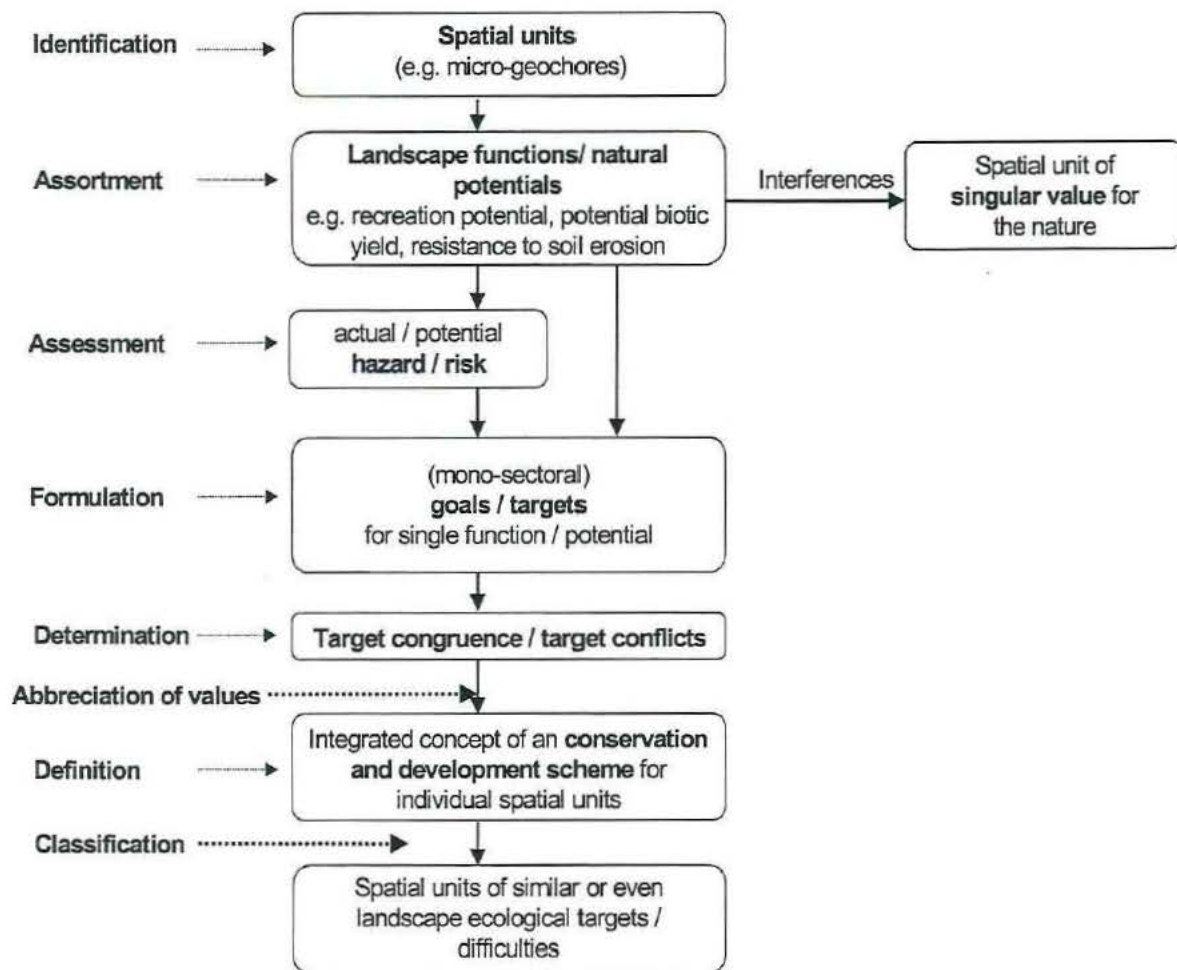 Identification
Spatial units
(e.g. micro-geochores)
Assortment
Landscape functions/ natural
potentials
e.g. recreation potential, potential biotic
yield, resistance to soil erosion
Interferences
Spatial unit of
singular value for
the nature
Assessment
actual / potential
hazard / risk
Formulation
(mono-sectoral)
goals / targets
for single function / potential
Determination
Target congruence / target conflicts
Abbreciation of values
Definition
Integrated concept of an conservation
and development scheme for
individual spatial units
Classification
Spatial units of similar or even
landscape ecological targets /
difficulties